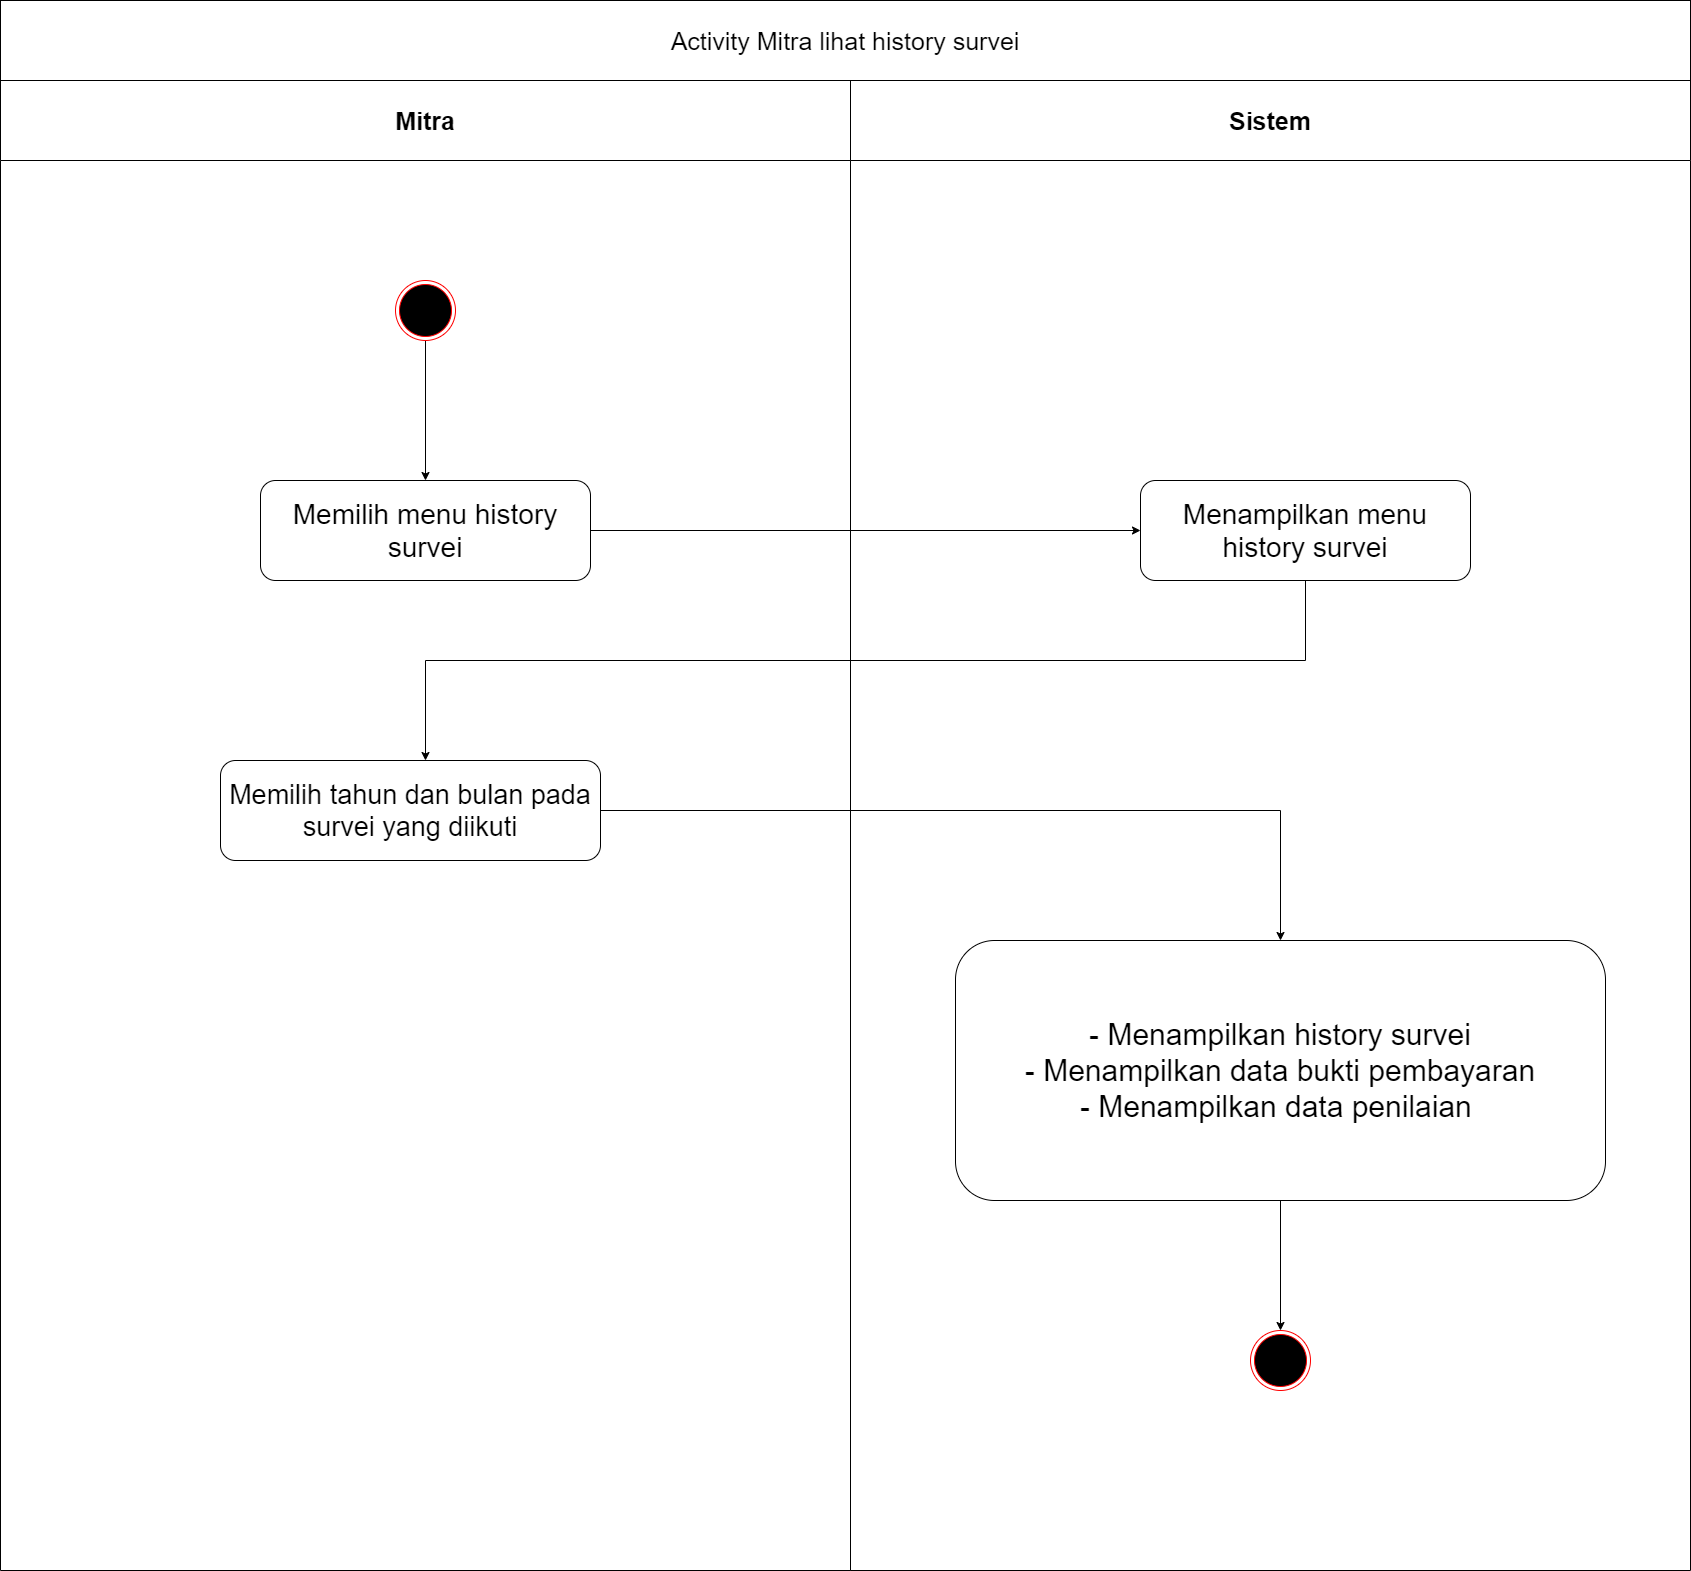 Activity Mitra lihat history survei
Mitra
Sistem
Memilih menu history
survei
Menampilkan menu
history survei
Memilih tahun dan bulan pada
survei yang diikuti
- Menampilkan history survei
- Menampilkan data bukti pembayaran
- Menampilkan data penilaian